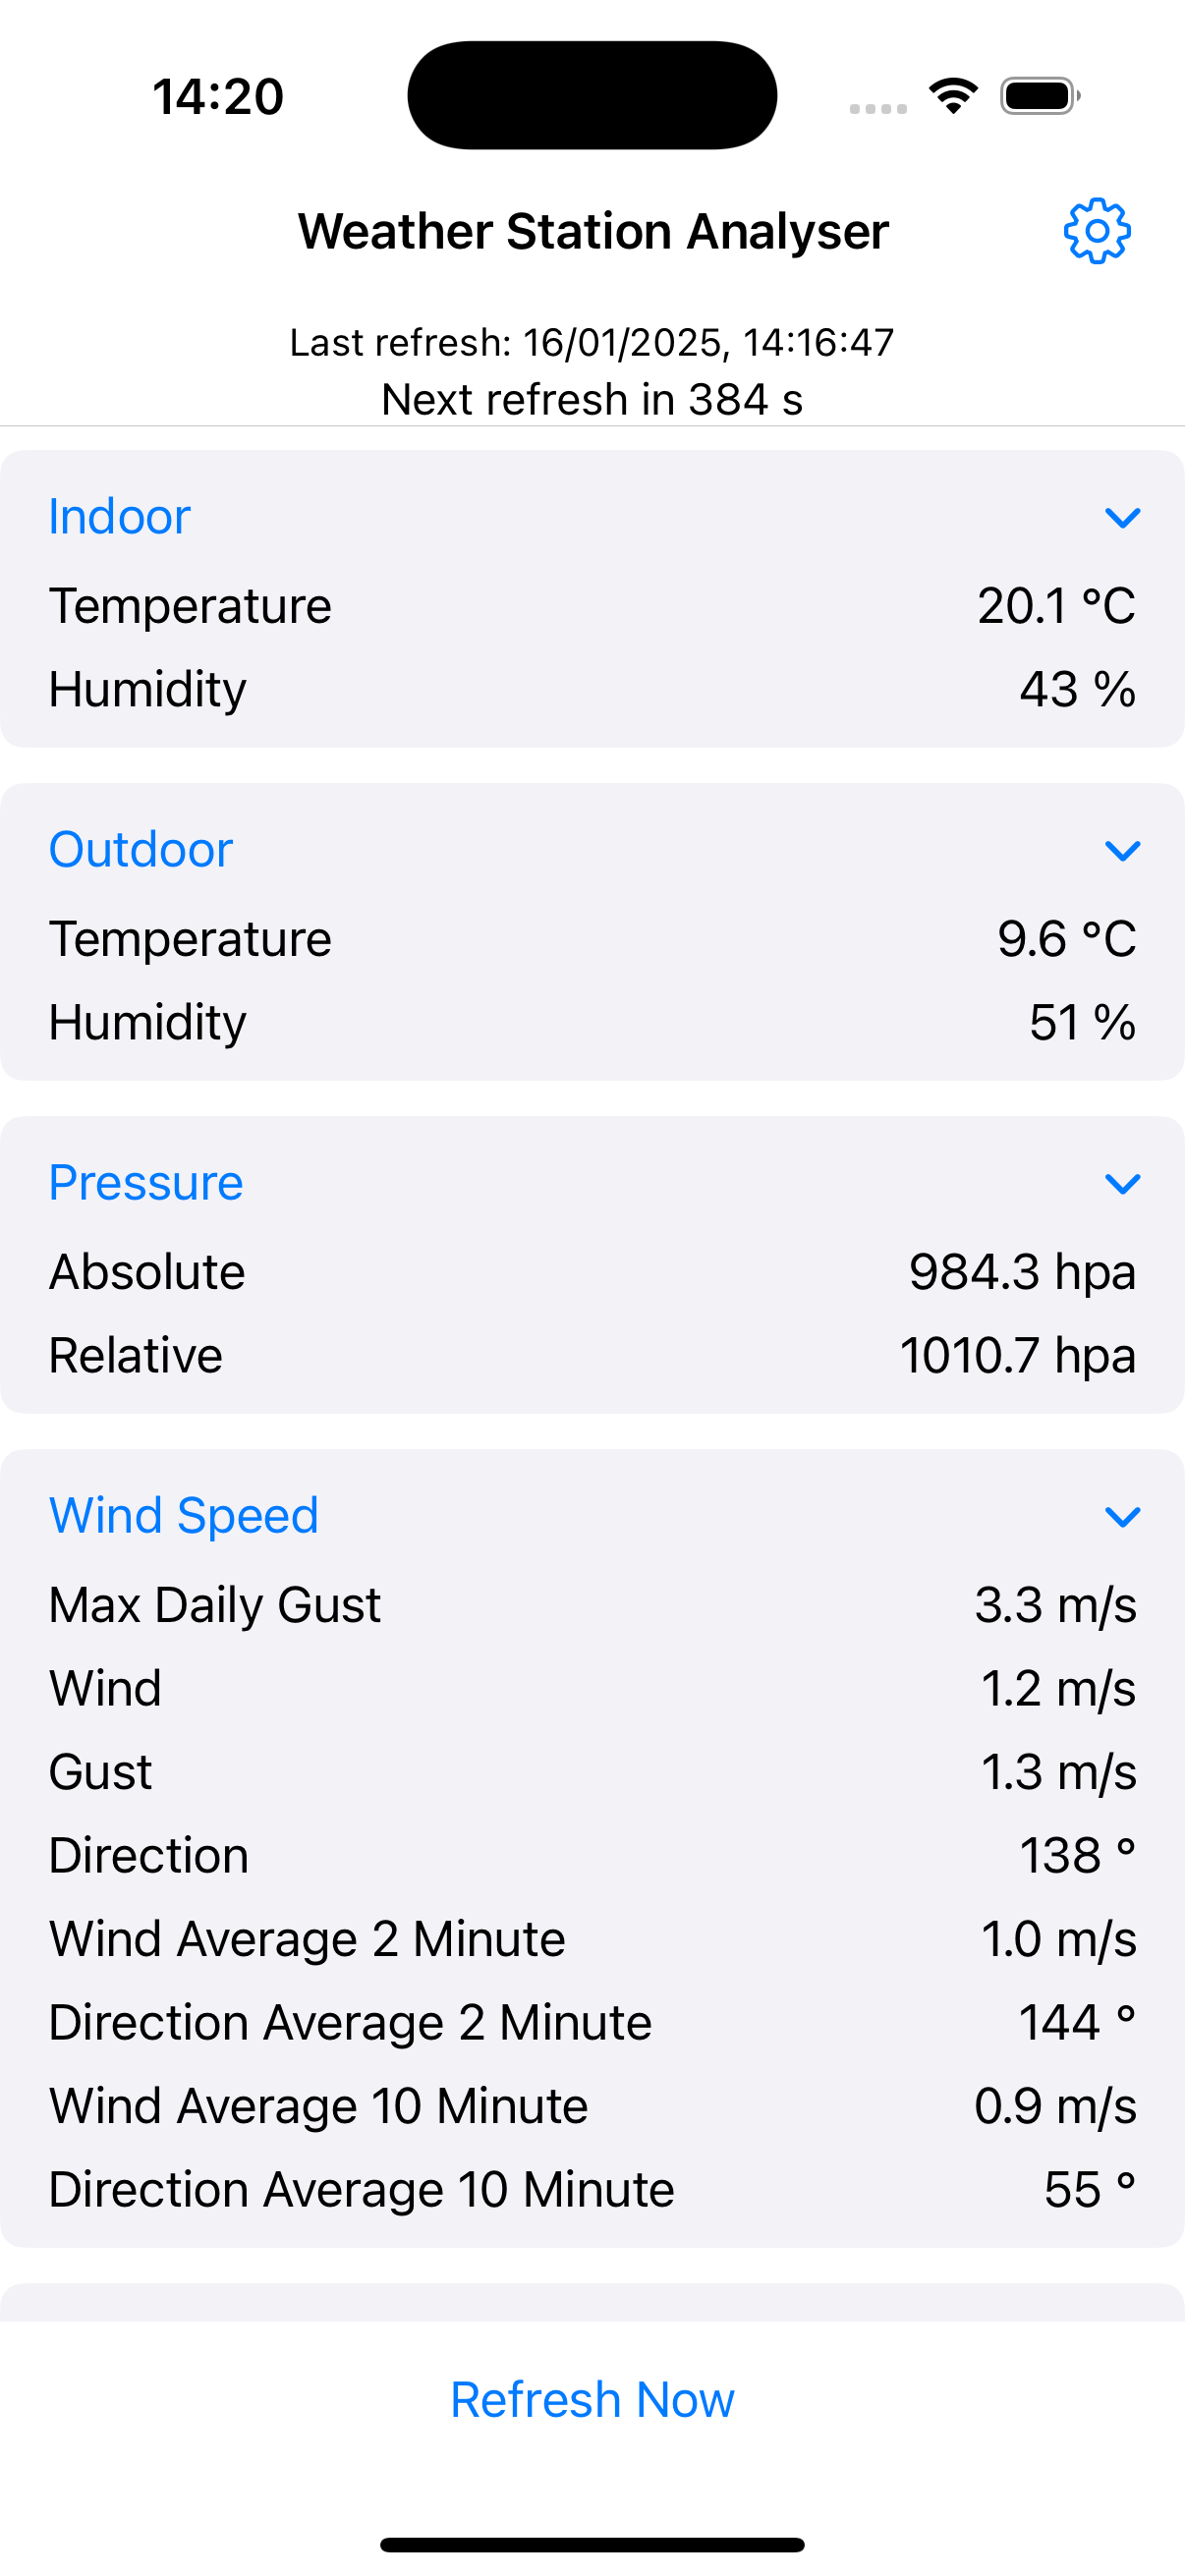 14:20
Weather Station Analyser
Last refresh: 16/01/2025, 14:16:47
Next refresh in 384 s
Indoor
Temperature 20.1 °C
Humidity 43 %
Outdoor
Temperature 9.6 °C
Humidity 51 %
Pressure
Absolute 984.3 hpa
Relative 1010.7 hpa
Wind Speed
Max Daily Gust 3.3 m/s
Wind 1.2 m/s
Gust 1.3 m/s
Direction 138 °
Wind Average 2 Minute 1.0 m/s
Direction Average 2 Minute 144 °
Wind Average 10 Minute 0.9 m/s
Direction Average 10 Minute 55 °
Refresh Now